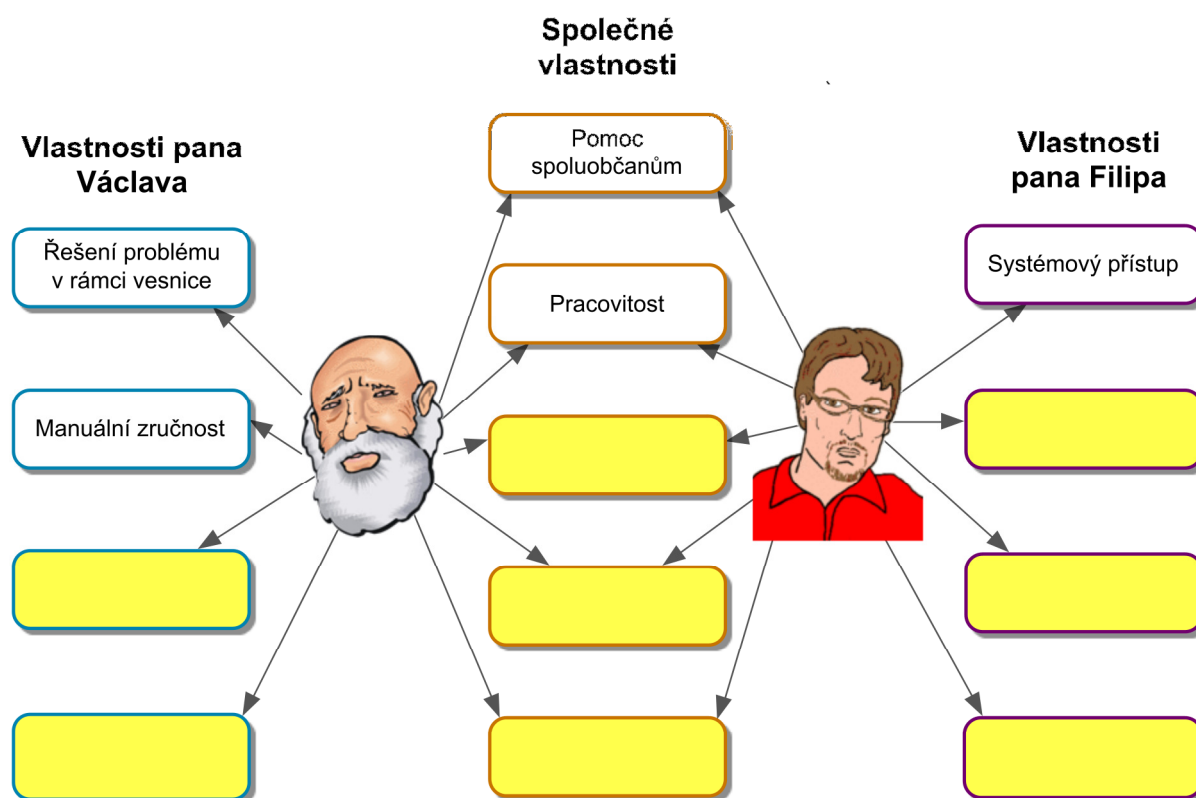 Společné
vlastnosti
Vlastnosti pana
Václava
Vlastnosti
pana Filipa
Pomoc
spoluobčanům
Řešení problému
v rámci vesnice
Pracovitost
Systémový přístup
Manuální zručnost